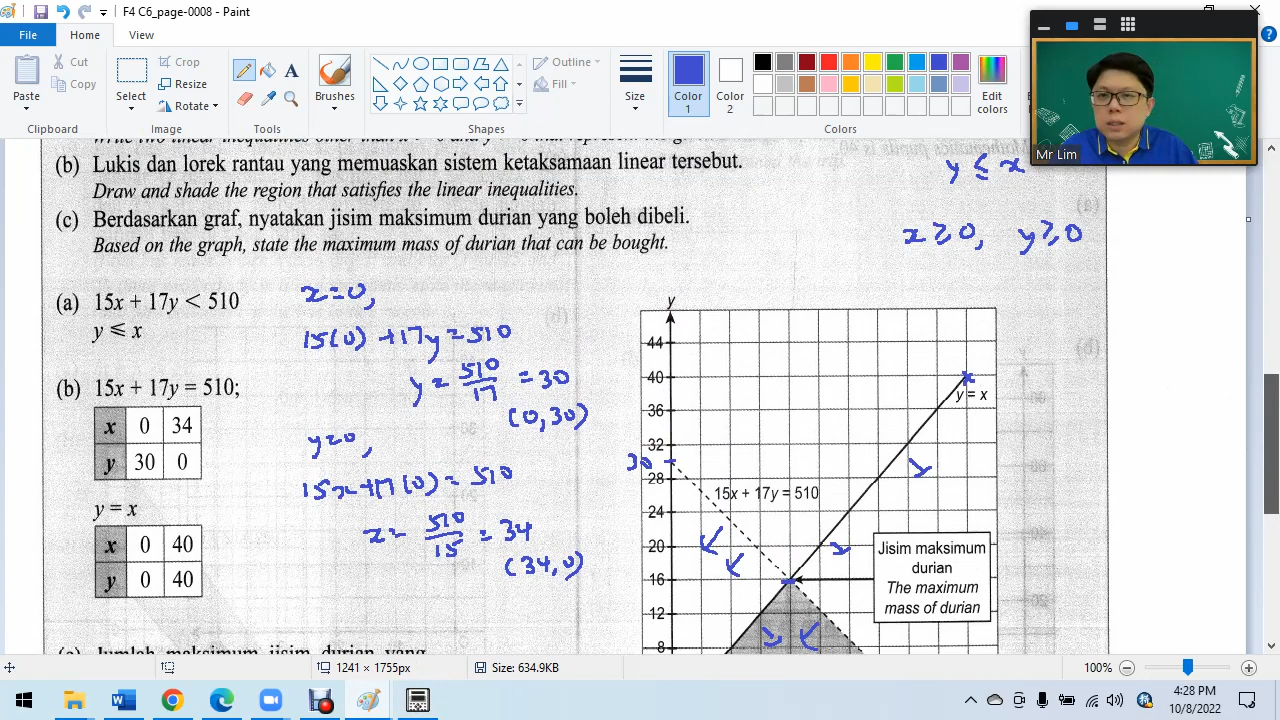 F4 C6_page-0008 - Paint
File
Home
View
Paste
Cut
Copy
Clipboard
Select
Resize
Rotate
Image
Tools
Brushes
Shapes
Outline
Fill
Size
Color 1
Color 2
Edit colors
Colors
Mr Lim
(b) Lukis dan lorek rantau yang memuaskan sistem ketaksamaan linear tersebut.
Draw and shade the region that satisfies the linear inequalities.
(c) Berdasarkan graf, nyatakan jisim maksimum durian yang boleh dibeli.
Based on the graph, state the maximum mass of durian that can be bought.
y ≤ x
x ≥ 0, y ≥ 0
(a) 15x + 17y < 510
y ⩽ x
(b) 15x + 17y = 510;
x 0 34
y 30 0
y = x
x 0 40
y 0 40
x = 0,
15(0) + 17y = 510
y = 510/17 = 30
(0,30)
y = 0,
15x + 17(0) = 510
x = 510/15 = 34
(34,0)
y
44
40
36
32
30
28
24
20
16
12
8
y = x
15x + 17y = 510
Jisim maksimum
durian
The maximum
mass of durian
1241 × 1755px
Size: 634.9KB
100%
4:28 PM
10/8/2022